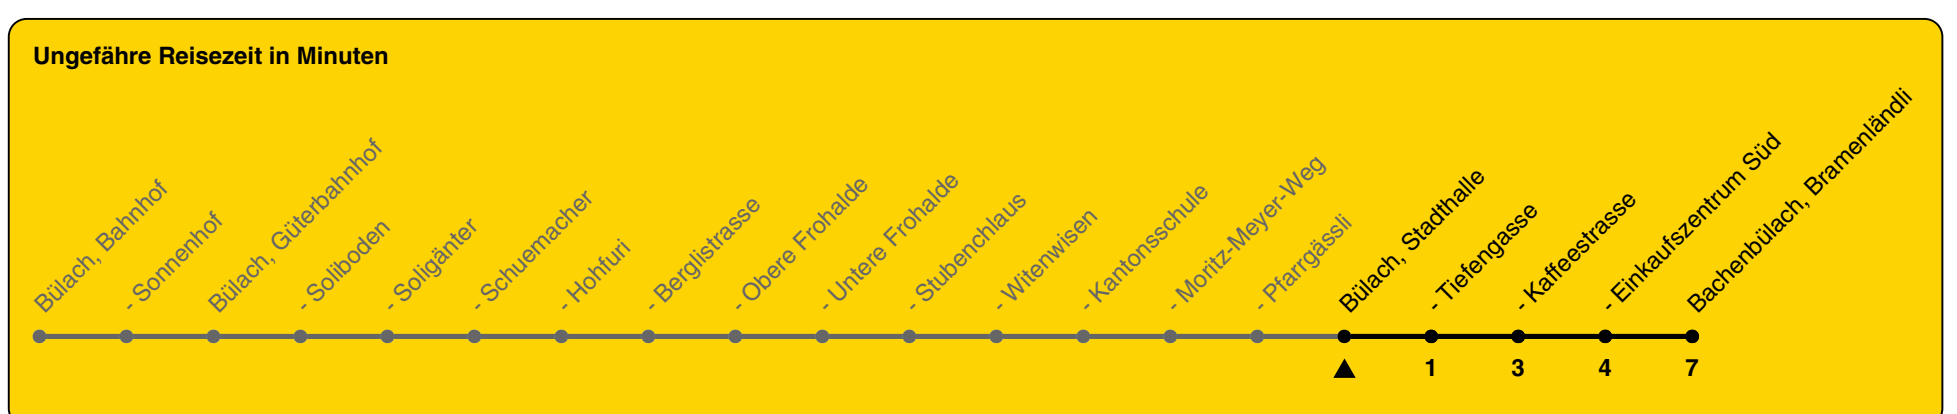 Ungefähre Reisezeit in Minuten
Bülach, Bahnhof
- Sonnenhof
Bülach, Güterbahnhof
- Soliboden
- Soligänter
- Schuemacher
- Hohfuri
- Berglistrasse
- Obere Frohalde
- Untere Frohalde
- Stubenchlaus
- Witenwisen
- Kantonsschule
- Moritz-Meyer-Weg
- Pfarrgässli
Bülach, Stadthalle
- Tiefengasse
- Kaffeestrasse
- Einkaufszentrum Süd
Bachenbülach, Bramenländli
1 3 4 7